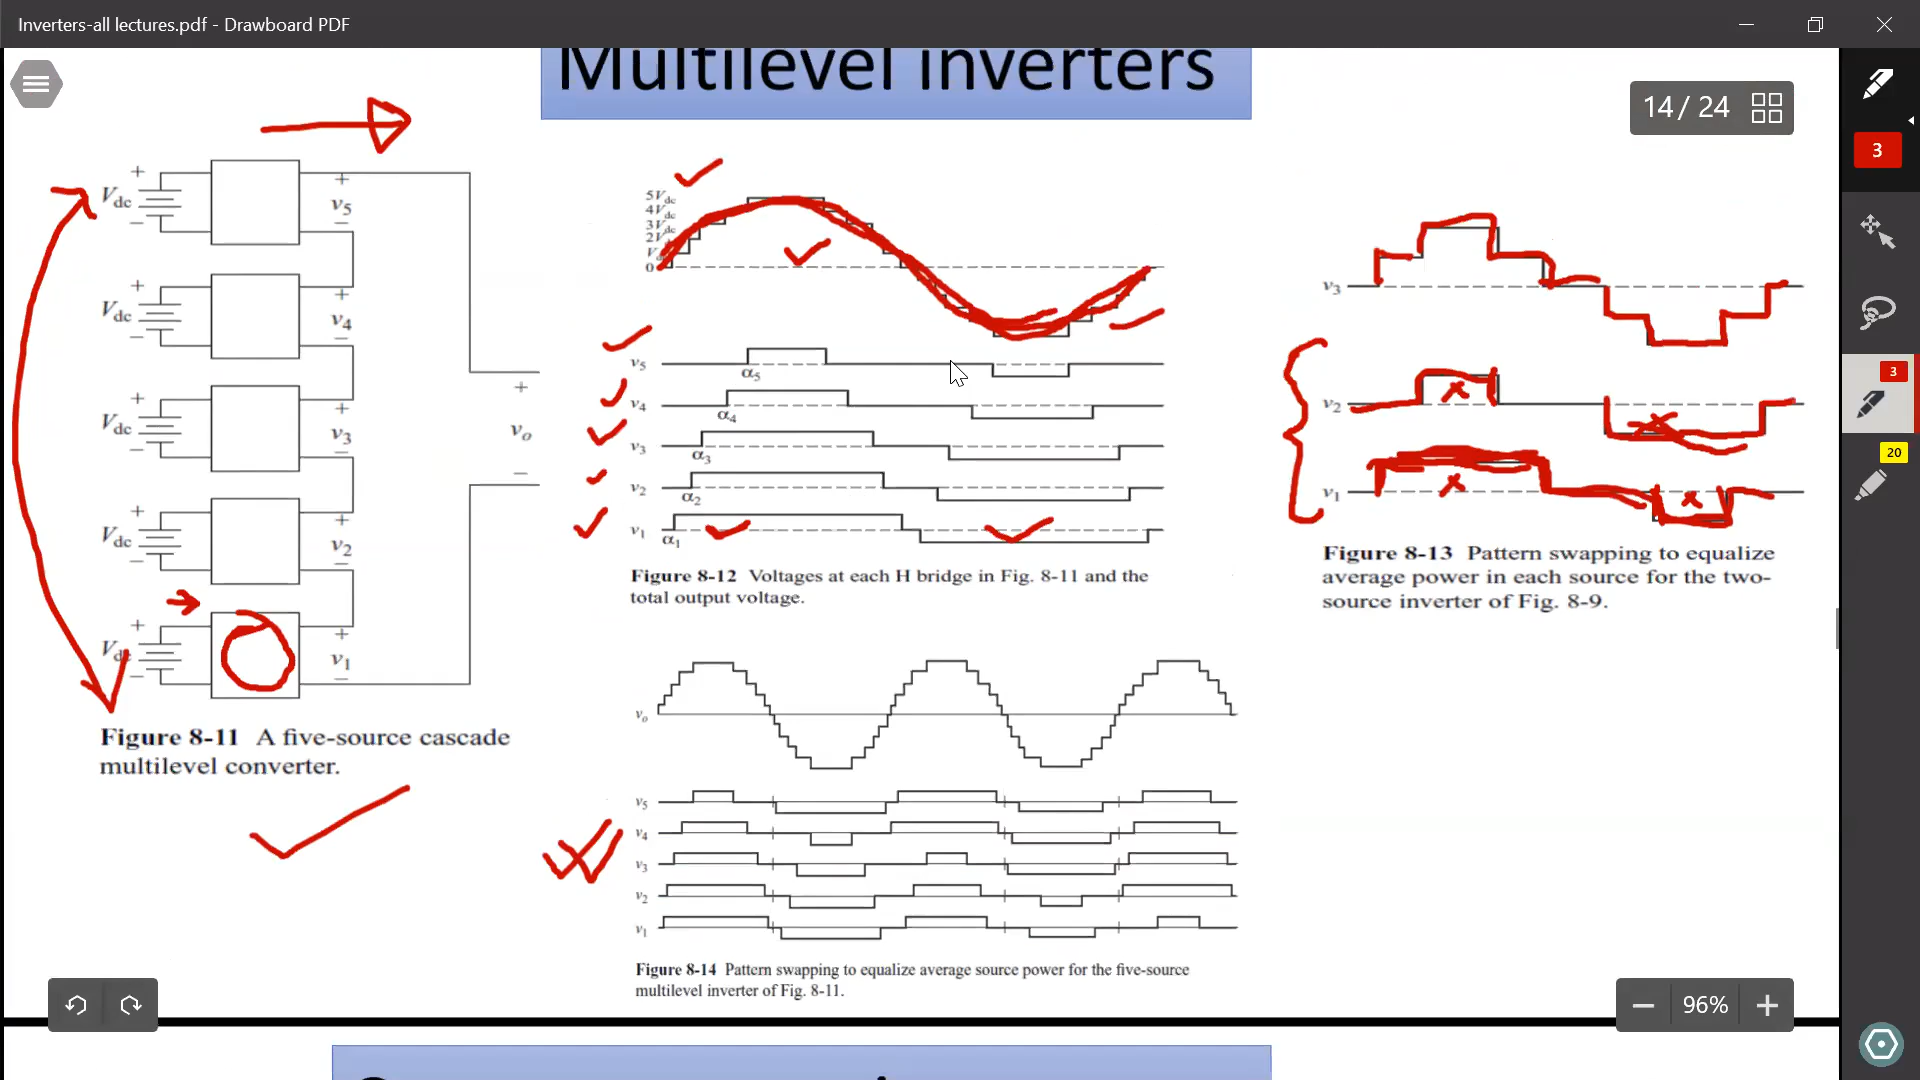 Inverters-all lectures.pdf - Drawboard PDF
Multilevel inverters
14 / 24
3
3
20
+
Vdc
−
+
v5
−
+
Vdc
−
+
v4
−
+
Vdc
−
+
v3
−
+
Vdc
−
+
v2
−
+
Vdc
−
+
v1
−
+
vo
−
Figure 8-11 A five-source cascade
multilevel converter.
5Vdc
4Vdc
3Vdc
2Vdc
0
v5
α5
v4
α4
v3
α3
v2
α2
v1
α1
Figure 8-12 Voltages at each H bridge in Fig. 8-11 and the
total output voltage.
v3
v2
v1
Figure 8-13 Pattern swapping to equalize
average power in each source for the two-
source inverter of Fig. 8-9.
vo
v5
v4
v3
v2
v1
Figure 8-14 Pattern swapping to equalize average source power for the five-source
multilevel inverter of Fig. 8-11.
96%